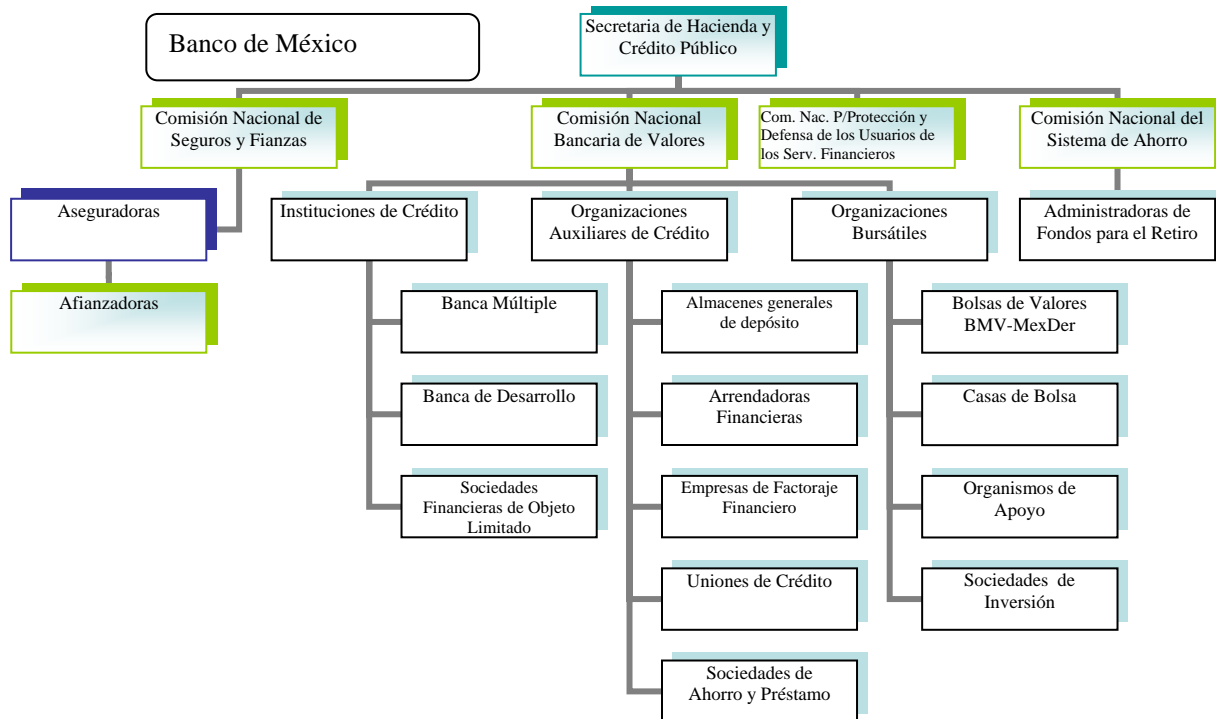 Banco de México
Secretaria de Hacienda y
Crédito Público
Comisión Nacional de
Seguros y Fianzas
Comisión Nacional
Bancaria de Valores
Com. Nac. P/Protección y
Defensa de los Usuarios de
los Serv. Financieros
Comisión Nacional del
Sistema de Ahorro
Aseguradoras
Instituciones de Crédito
Organizaciones
Auxiliares de Crédito
Organizaciones
Bursátiles
Administradoras de
Fondos para el Retiro
Afianzadoras
Banca Múltiple
Almacenes generales
de depósito
Bolsas de Valores
BMV-MexDer
Banca de Desarrollo
Arrendadoras
Financieras
Casas de Bolsa
Sociedades
Financieras de Objeto
Limitado
Empresas de Factoraje
Financiero
Organismos de
Apoyo
Uniones de Crédito
Sociedades de
Inversión
Sociedades de
Ahorro y Préstamo